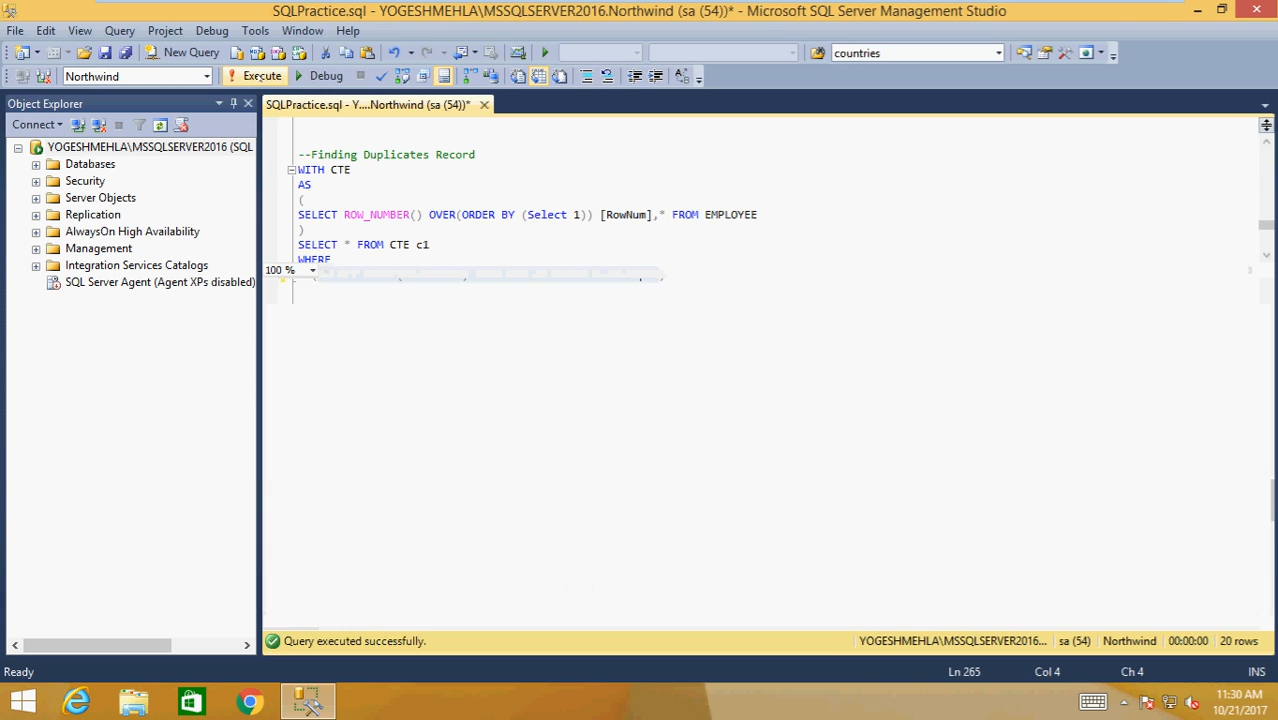 SQLPractice.sql - YOGESHMEHLA\MSSQLSERVER2016.Northwind (sa (54))* - Microsoft SQL Server Management Studio
File Edit View Query Project Debug Tools Window Help
New Query countries
Northwind Execute Debug
Object Explorer
SQLPractice.sql - Y....Northwind (sa (54))*
Connect
YOGESHMEHLA\MSSQLSERVER2016 (SQL
Databases
Security
Server Objects
Replication
AlwaysOn High Availability
Management
Integration Services Catalogs
SQL Server Agent (Agent XPs disabled)
--Finding Duplicates Record
WITH CTE
AS
(
SELECT ROW_NUMBER() OVER(ORDER BY (Select 1)) [RowNum],* FROM EMPLOYEE
)
SELECT * FROM CTE c1
WHERE
100 %
Query executed successfully. YOGESHMEHLA\MSSQLSERVER2016... sa (54) Northwind 00:00:00 20 rows
Ready Ln 265 Col 4 Ch 4 INS
11:30 AM
10/21/2017